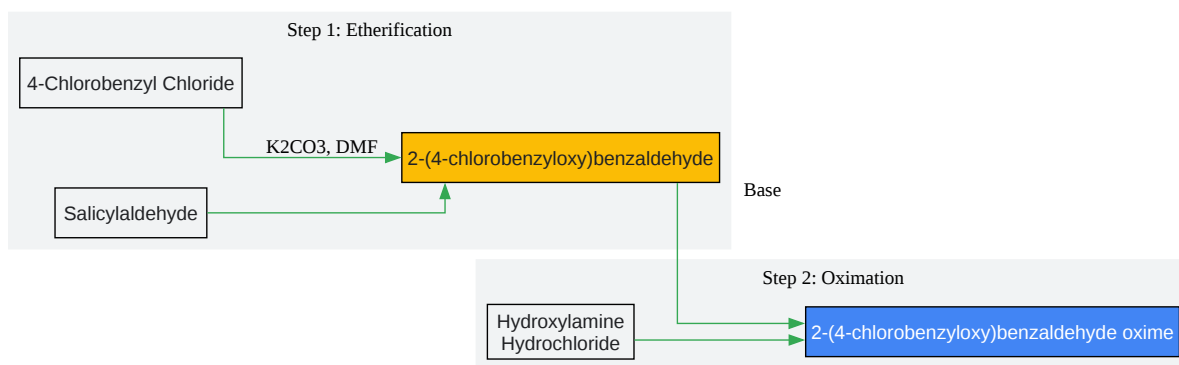 Step 1: Etherification
4-Chlorobenzyl Chloride
K2CO3, DMF
2-(4-chlorobenzyloxy)benzaldehyde
Salicylaldehyde
Base
Step 2: Oximation
Hydroxylamine
Hydrochloride
2-(4-chlorobenzyloxy)benzaldehyde oxime